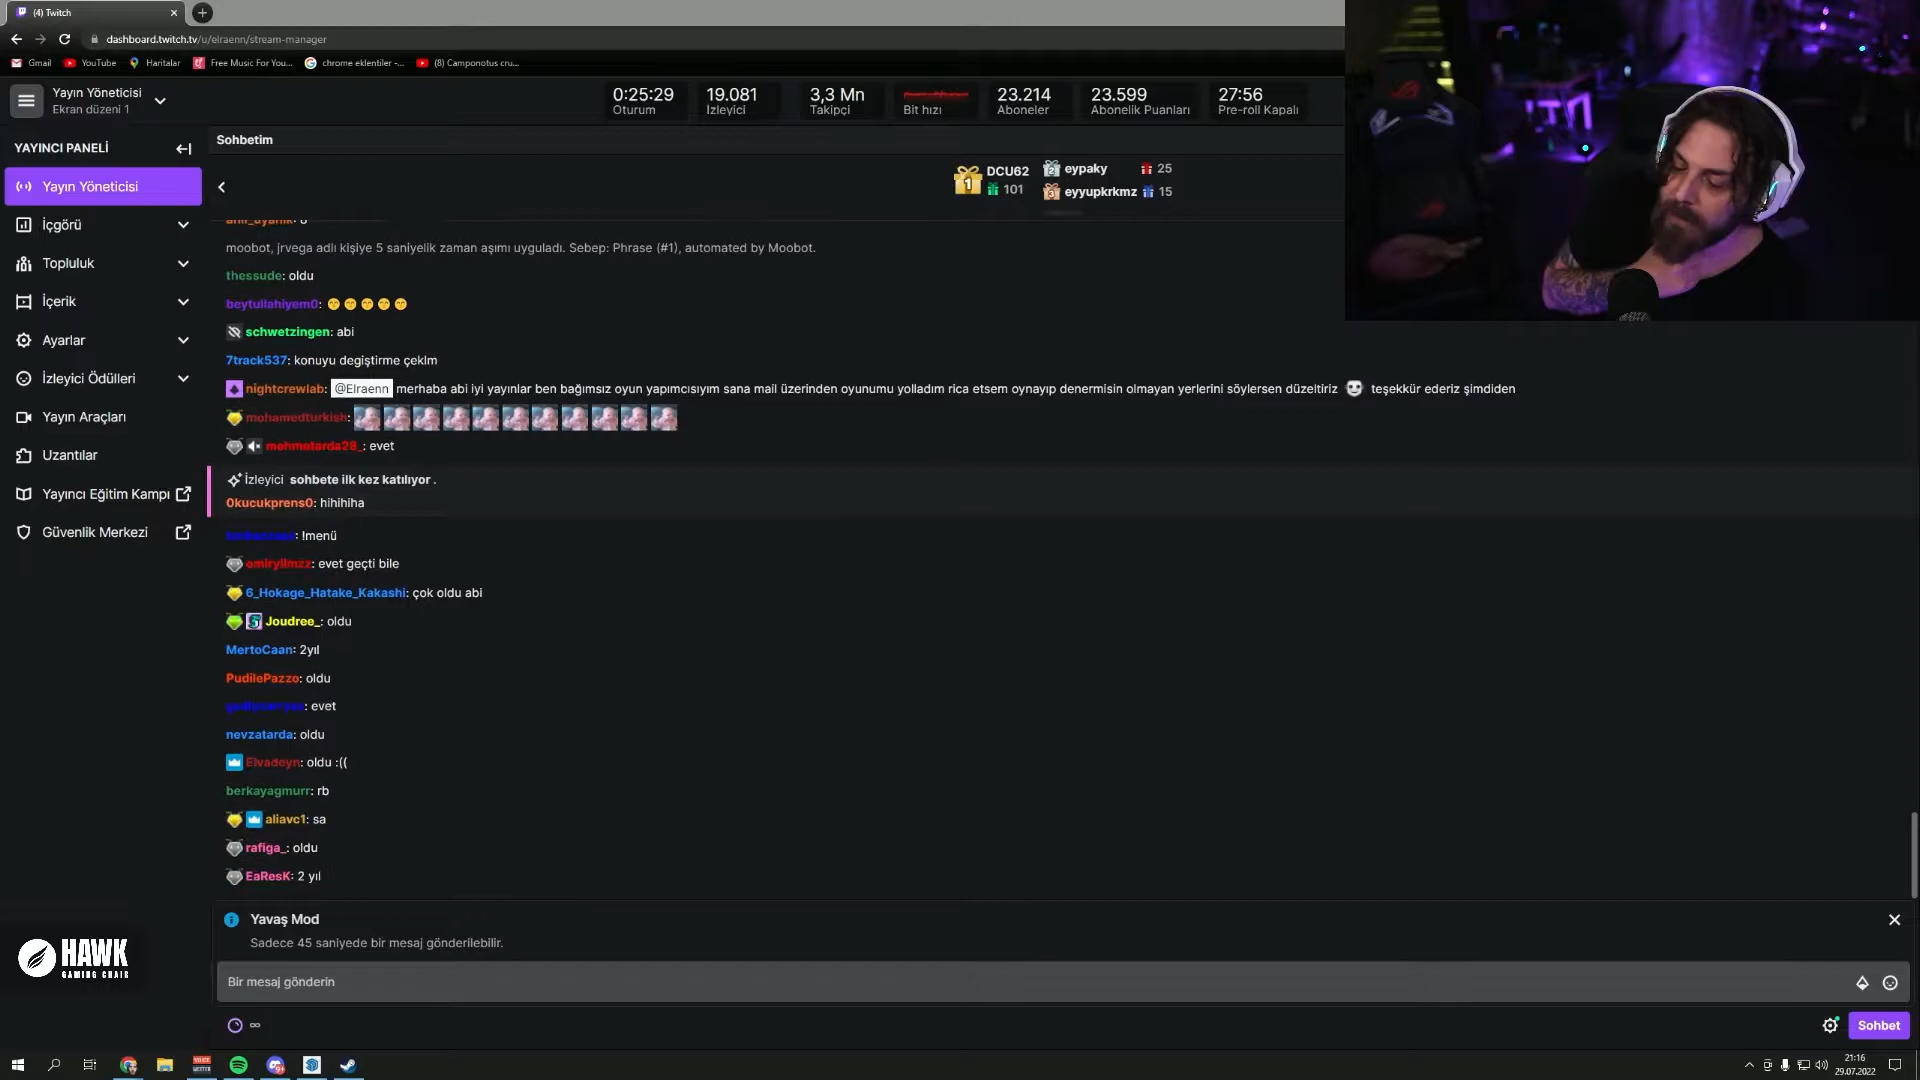 (4) Twitch
dashboard.twitch.tv/u/elraenn/stream-manager
Gmail
YouTube
Haritalar
Free Music For You...
chrome eklentiler -...
(8) Camponotus cru...
Yayın Yöneticisi
Ekran düzeni 1
0:25:29
Oturum
19.081
İzleyici
3,3 Mn
Takipçi
Bit hızı
23.214
Aboneler
23.599
Abonelik Puanları
27:56
Pre-roll Kapalı
YAYINCI PANELİ
Yayın Yöneticisi
İçgörü
Topluluk
İçerik
Ayarlar
İzleyici Ödülleri
Yayın Araçları
Uzantılar
Yayıncı Eğitim Kampı
Güvenlik Merkezi
HAWK
GAMING CHAIR
Sohbetim
1 DCU62
101
2 eypaky 25
3 eyyupkrkmz 15
moobot, jrvega adlı kişiye 5 saniyelik zaman aşımı uyguladı. Sebep: Phrase (#1), automated by Moobot.
thessude: oldu
beytullahiyem0:
schwetzingen: abi
7track537: konuyu degiştirme çeklm
nightcrewlab: @Elraenn merhaba abi iyi yayınlar ben bağımsız oyun yapımcısıyım sana mail üzerinden oyunumu yolladım rica etsem oynayıp denermisin olmayan yerlerini söylersen düzeltiriz teşekkür ederiz şimdiden
mohamedturkish:
mehmetarda28_: evet
İzleyici sohbete ilk kez katılıyor .
0kucukprens0: hihihiha
: !menü
omiryilmzz: evet geçti bile
6_Hokage_Hatake_Kakashi: çok oldu abi
Joudree_: oldu
MertoCaan: 2yıl
PudilePazzo: oldu
: evet
nevzatarda: oldu
Elvadeyn: oldu :((
berkayagmurr: rb
aliavc1: sa
rafiga_: oldu
EaResK: 2 yıl
Yavaş Mod
Sadece 45 saniyede bir mesaj gönderilebilir.
Bir mesaj gönderin
∞
Sohbet
21:16
29.07.2022